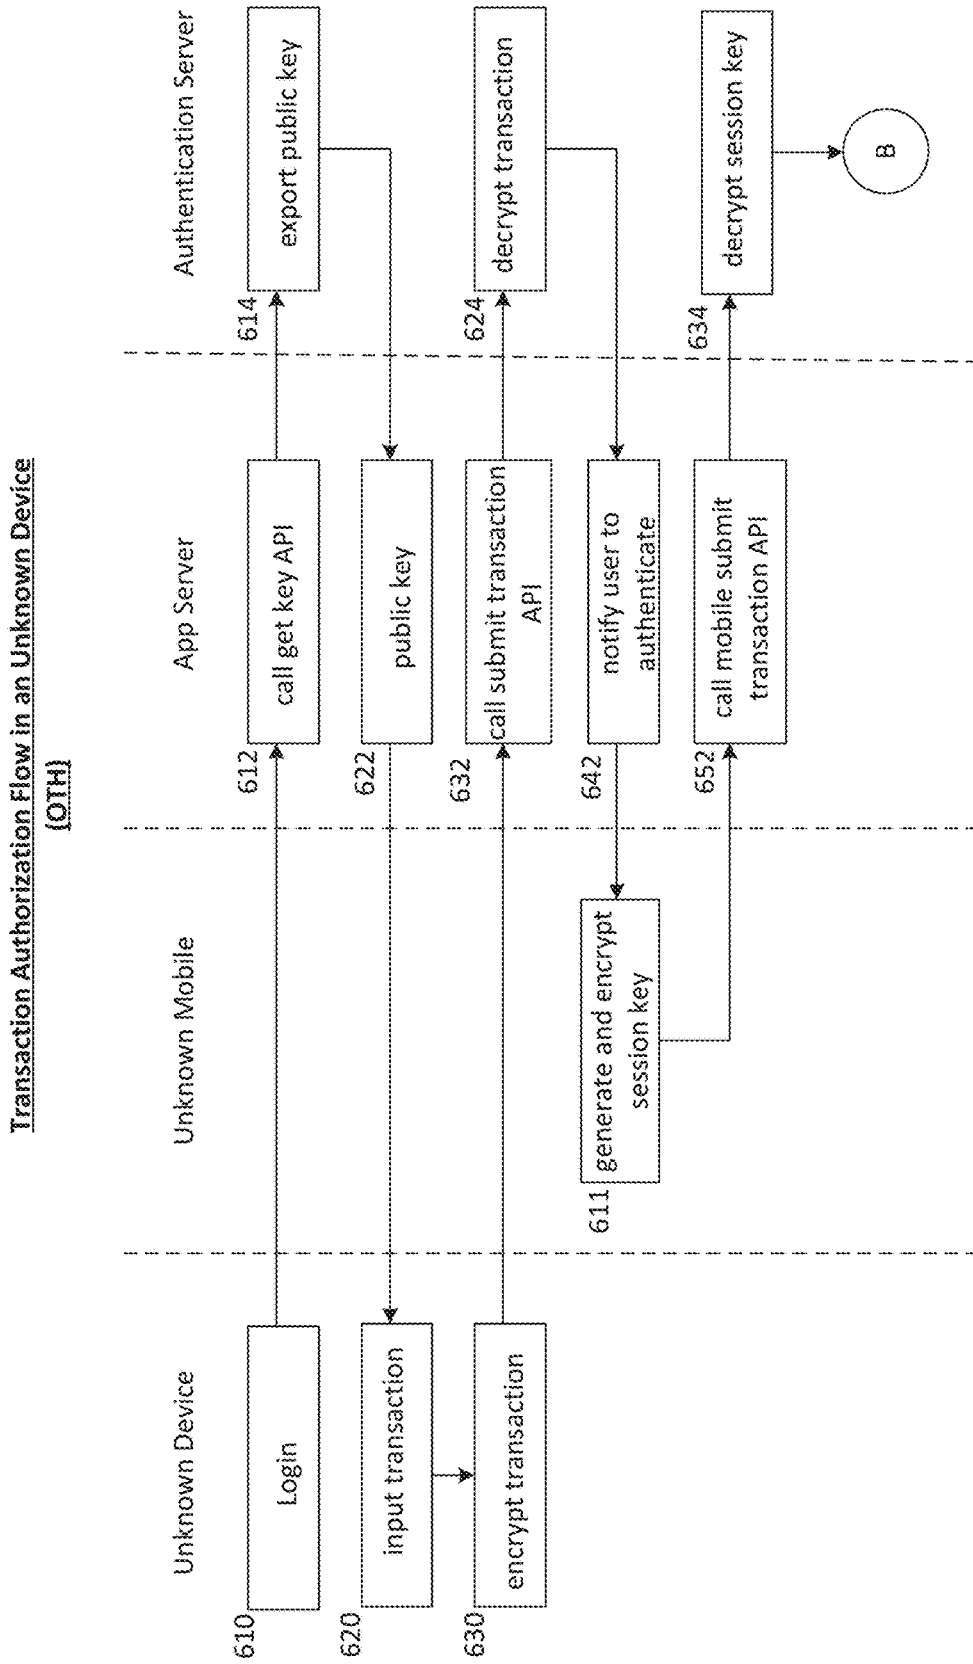 Transaction Authorization Flow in an Unknown Device
(OTH)
Unknown Device
Unknown Mobile
App Server
Authentication Server
610
Login
612
call get key API
614
export public key
620
input transaction
622
public key
630
encrypt transaction
632
call submit transaction
API
624
decrypt transaction
611
generate and encrypt
session key
642
notify user to
authenticate
652
call mobile submit
transaction API
634
decrypt session key
B